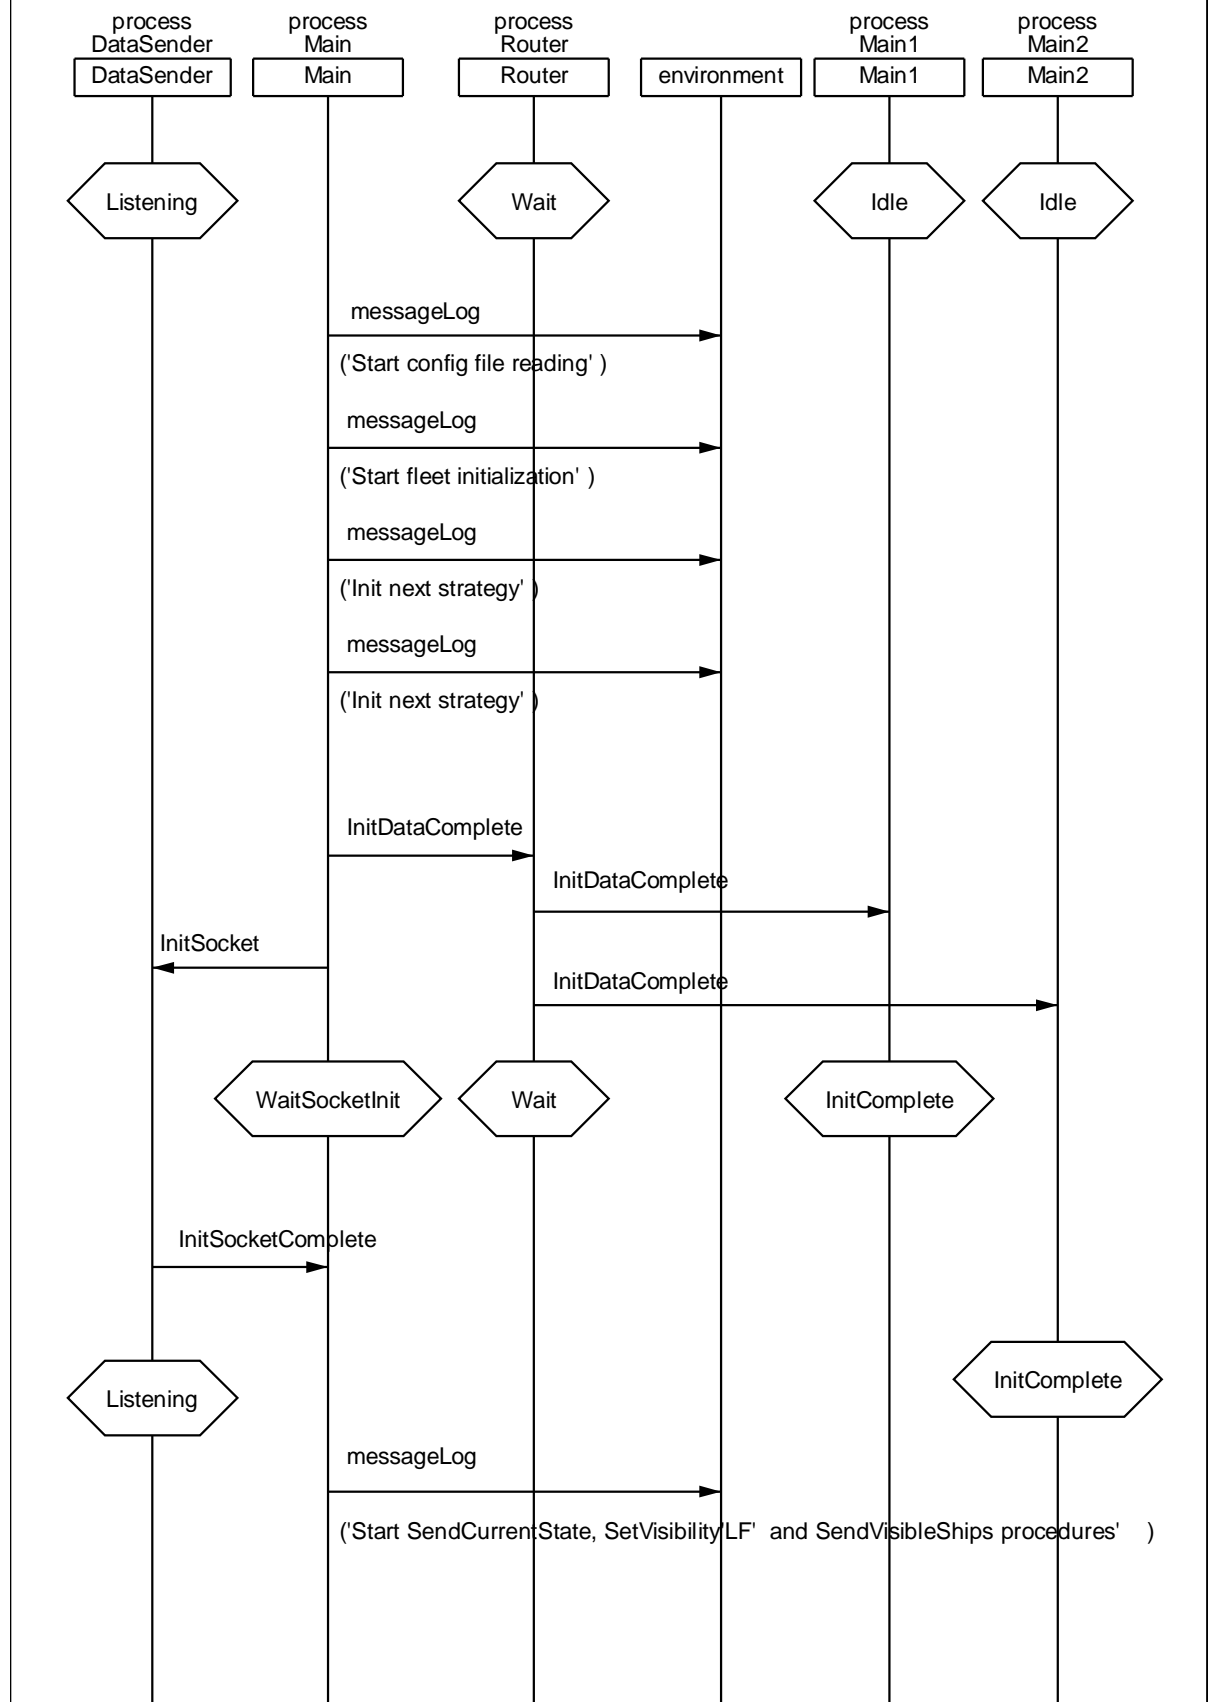 process process process process process
DataSender Main Router Main1 Main2
DataSender Main Router environment Main1 Main2
Listening Wait Idle Idle
messageLog
('Start config file reading' )
messageLog
('Start fleet initialization' )
messageLog
('Init next strategy' )
messageLog
('Init next strategy' )
InitDataComplete
InitDataComplete
InitSocket
InitDataComplete
WaitSocketInit Wait InitComplete
InitSocketComplete
InitComplete
Listening
messageLog
('Start SendCurrentState, SetVisibility'LF' and SendVisibleShips procedures' )